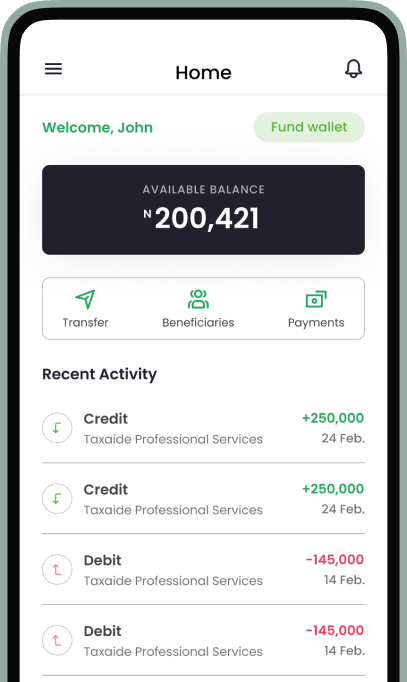 Home
Welcome, John
Fund wallet
AVAILABLE BALANCE
N200,421
Transfer
Beneficiaries
Payments
Recent Activity
Credit
+250,000
Taxaide Professional Services
24 Feb.
Credit
+250,000
Taxaide Professional Services
24 Feb.
Debit
-145,000
Taxaide Professional Services
14 Feb.
Debit
-145,000
Taxaide Professional Services
14 Feb.